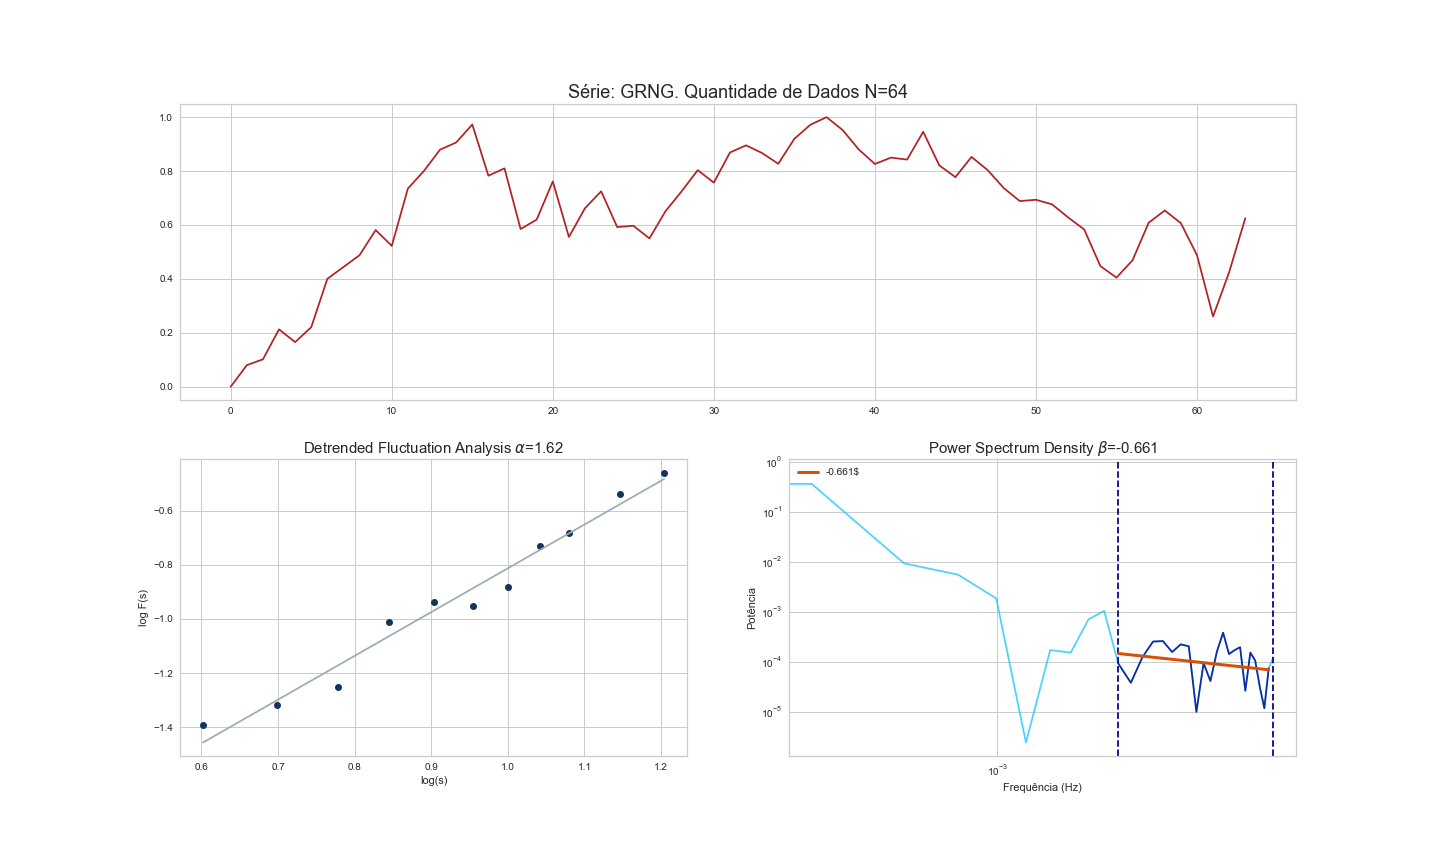 Série: GRNG. Quantidade de Dados N=64
1.0
0.8
0.6
0.4
0.2
0.0
0 10 20 30 40 50 60
Detrended Fluctuation Analysis α=1.62
−0.6
−0.8
−1.0
−1.2
−1.4
log F(s)
0.6 0.7 0.8 0.9 1.0 1.1 1.2
log(s)
Power Spectrum Density β=-0.661
-0.661$
10⁰
10⁻¹
10⁻²
10⁻³
10⁻⁴
10⁻⁵
Potência
10⁻³
Frequência (Hz)